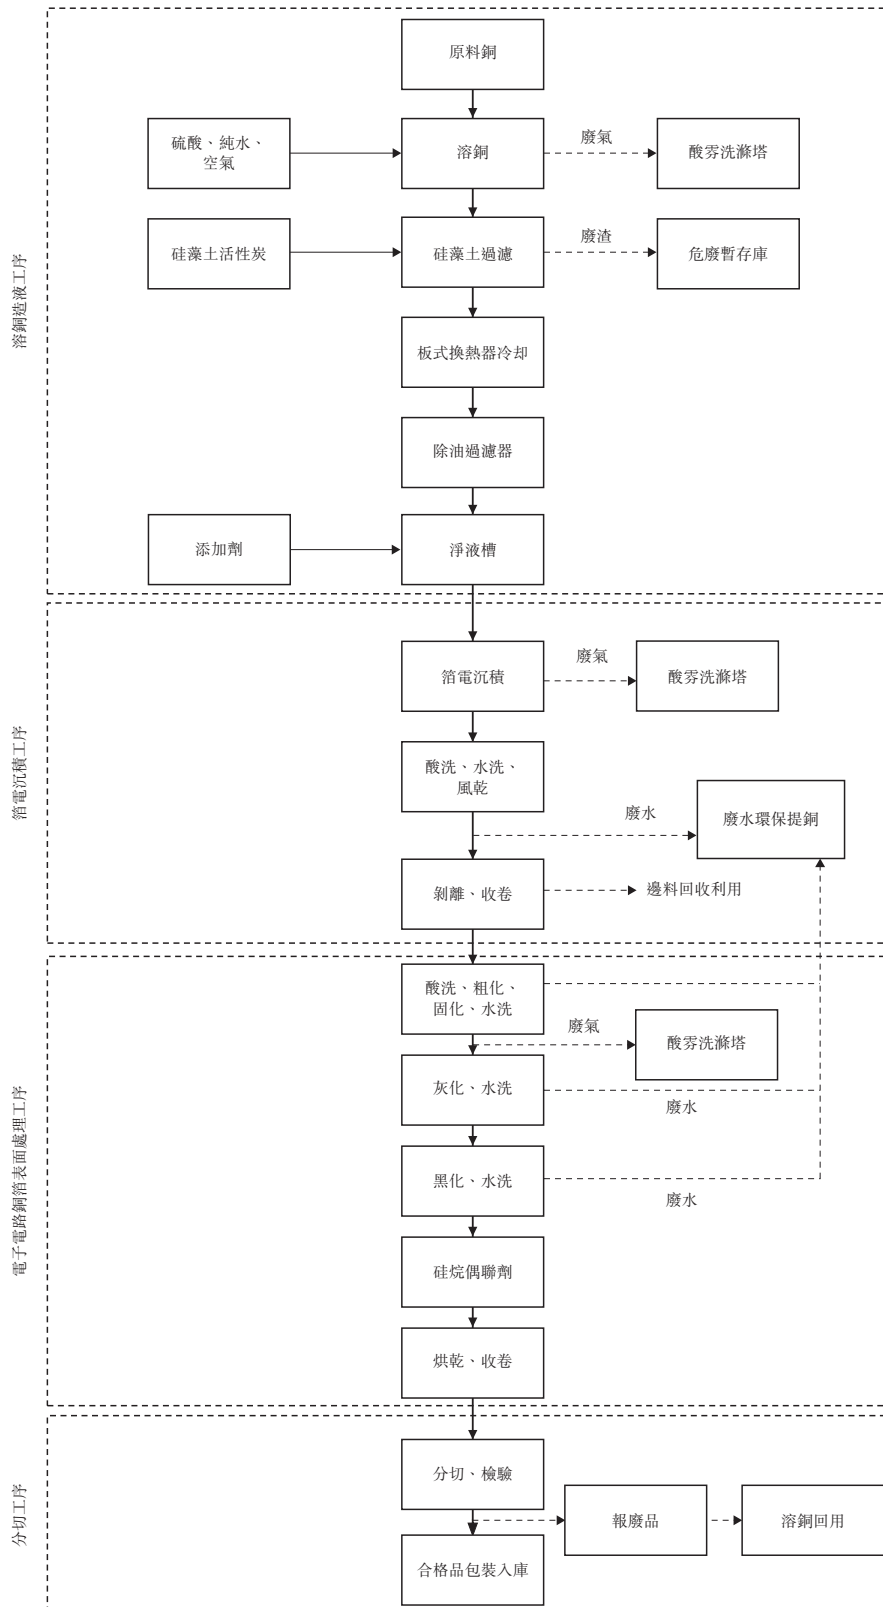 溶銅造液工序
原料銅
硫酸、純水、
空氣
溶銅
廢氣
酸雰洗滌塔
硅藻土活性炭
硅藻土過濾
廢渣
危廢暫存庫
板式換熱器冷却
除油過濾器
添加劑
淨液槽
箔電沉積工序
箔電沉積
廢氣
酸雰洗滌塔
酸洗、水洗、
風乾
廢水
廢水環保提銅
剝離、收卷
邊料回收利用
電子電路銅箔表面處理工序
酸洗、粗化、
固化、水洗
廢氣
酸雰洗滌塔
灰化、水洗
廢水
黑化、水洗
廢水
硅烷偶聯劑
烘乾、收卷
分切工序
分切、檢驗
報廢品
溶銅回用
合格品包裝入庫